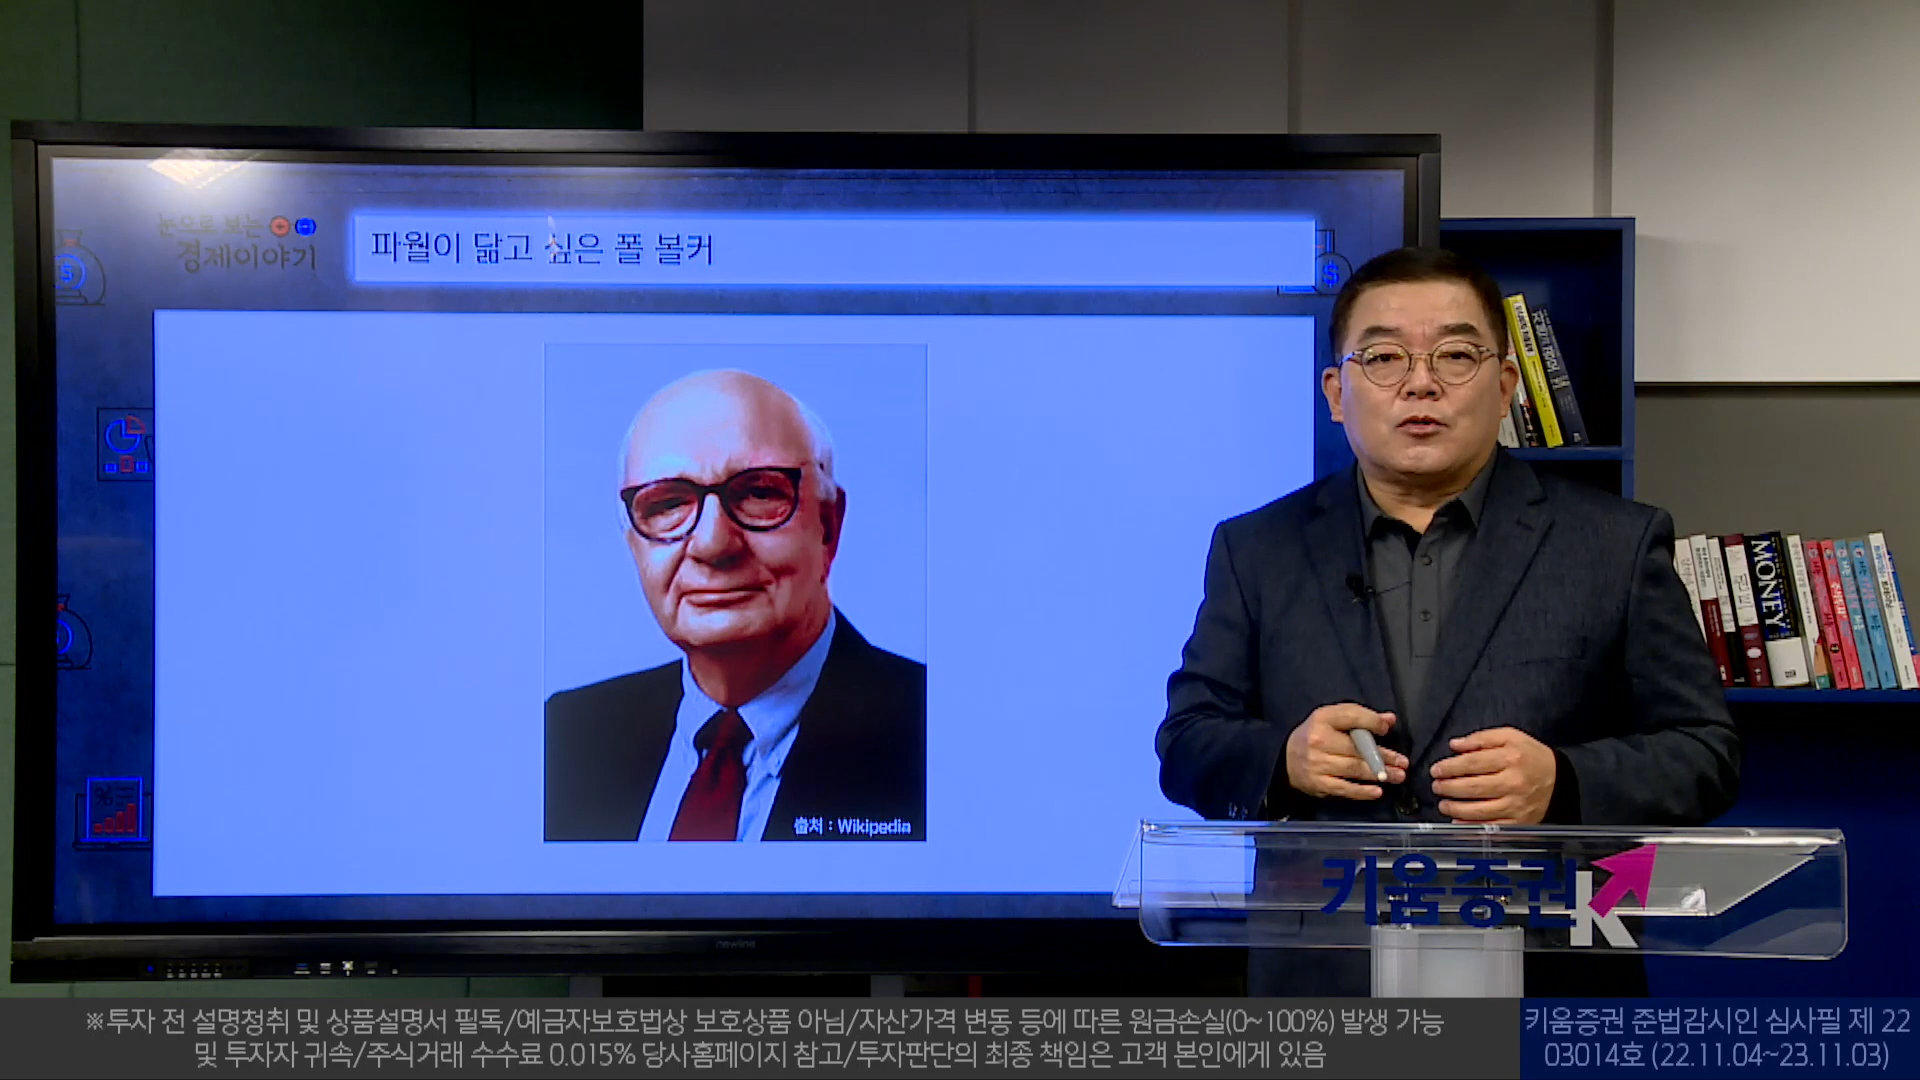 눈으로 보는
경제이야기
파월이 닮고 싶은 폴 볼커
출처 : Wikipedia
newline
MONEY
키움증권
※투자 전 설명청취 및 상품설명서 필독/예금자보호법상 보호상품 아님/자산가격 변동 등에 따른 원금손실(0~100%) 발생 가능
및 투자자 귀속/주식거래 수수료 0.015% 당사홈페이지 참고/투자판단의 최종 책임은 고객 본인에게 있음
키움증권 준법감시인 심사필 제 22
03014호 (22.11.04~23.11.03)